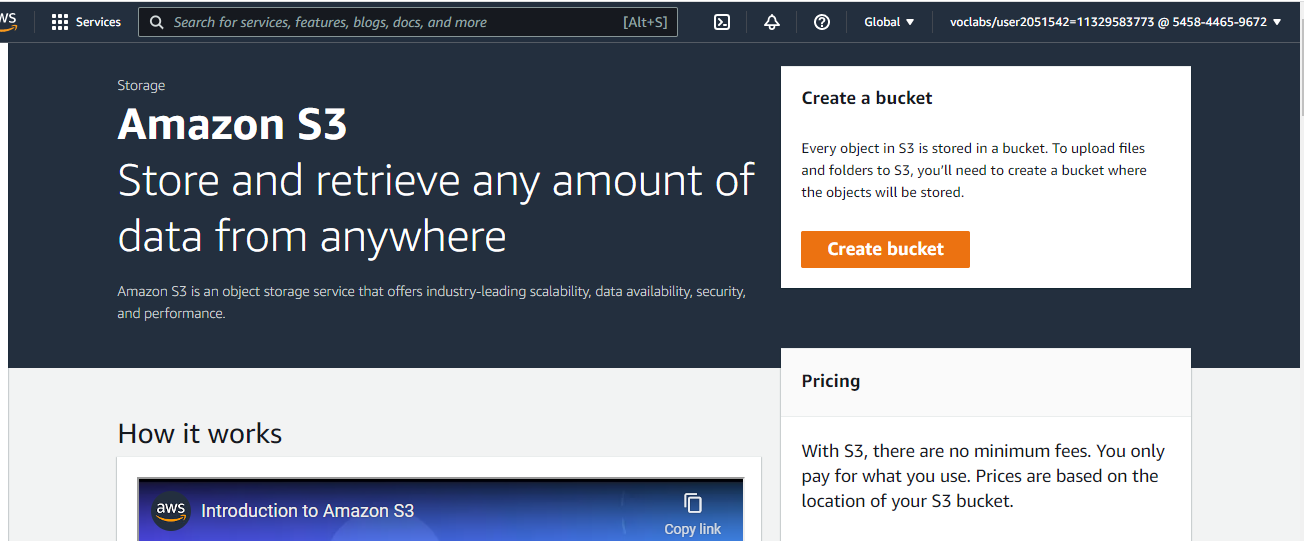 Services
Search for services, features, blogs, docs, and more [Alt+S]
Global
voclabs/user2051542=11329583773 @ 5458-4465-9672
Storage
Amazon S3
Store and retrieve any amount of
data from anywhere
Amazon S3 is an object storage service that offers industry-leading scalability, data availability, security,
and performance.
Create a bucket
Every object in S3 is stored in a bucket. To upload files
and folders to S3, you'll need to create a bucket where
the objects will be stored.
Create bucket
Pricing
With S3, there are no minimum fees. You only
pay for what you use. Prices are based on the
location of your S3 bucket.
How it works
aws
Introduction to Amazon S3
Copy link